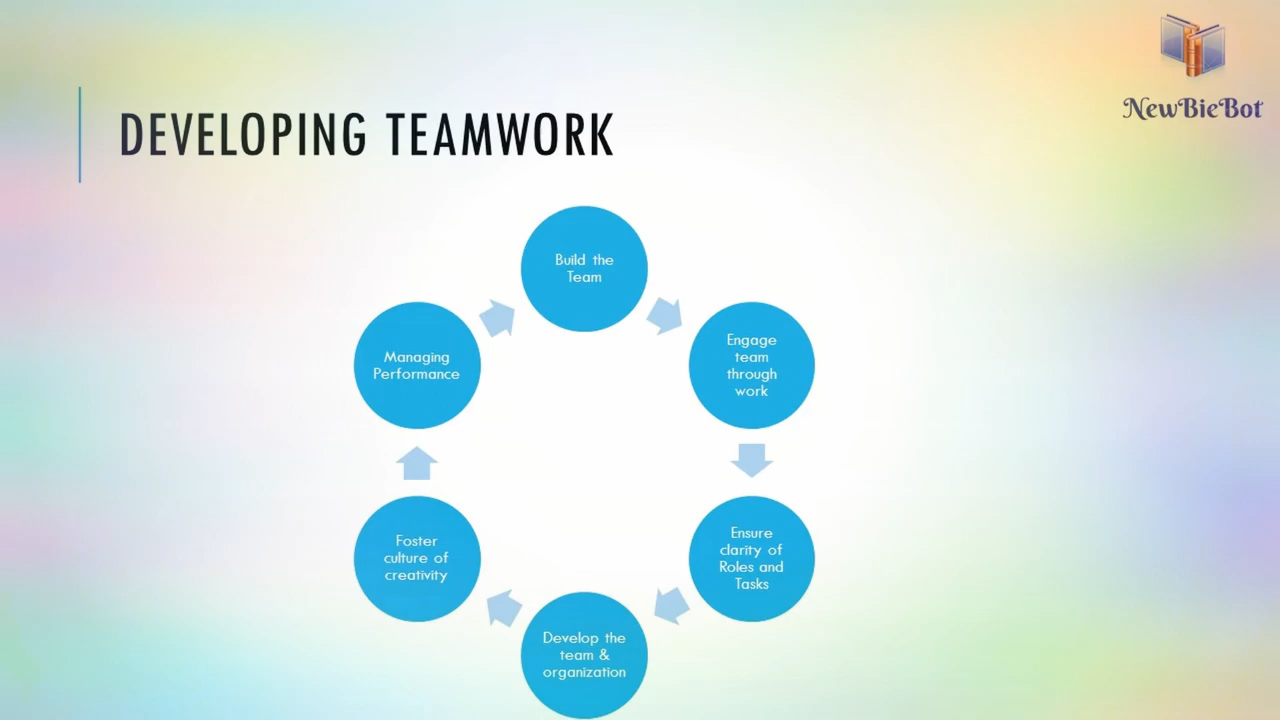 NewBieBot
DEVELOPING TEAMWORK
Build the
Team
Engage
team
through
work
Ensure
clarity of
Roles and
Tasks
Develop the
team &
organization
Foster
culture of
creativity
Managing
Performance